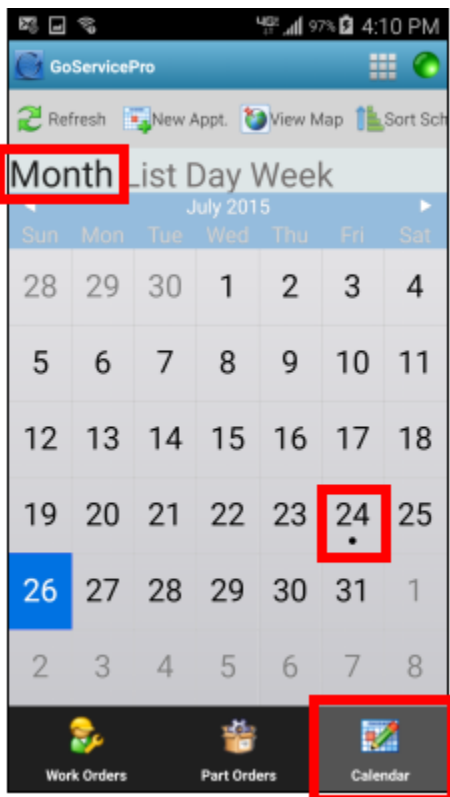 4G 97% 4:10 PM
GoServicePro
Refresh New Appt. View Map Sort Sch
Month List Day Week
July 2015
Sun Mon Tue Wed Thu Fri Sat
28 29 30 1 2 3 4
5 6 7 8 9 10 11
12 13 14 15 16 17 18
19 20 21 22 23 24 25
26 27 28 29 30 31 1
2 3 4 5 6 7 8
Work Orders Part Orders Calendar